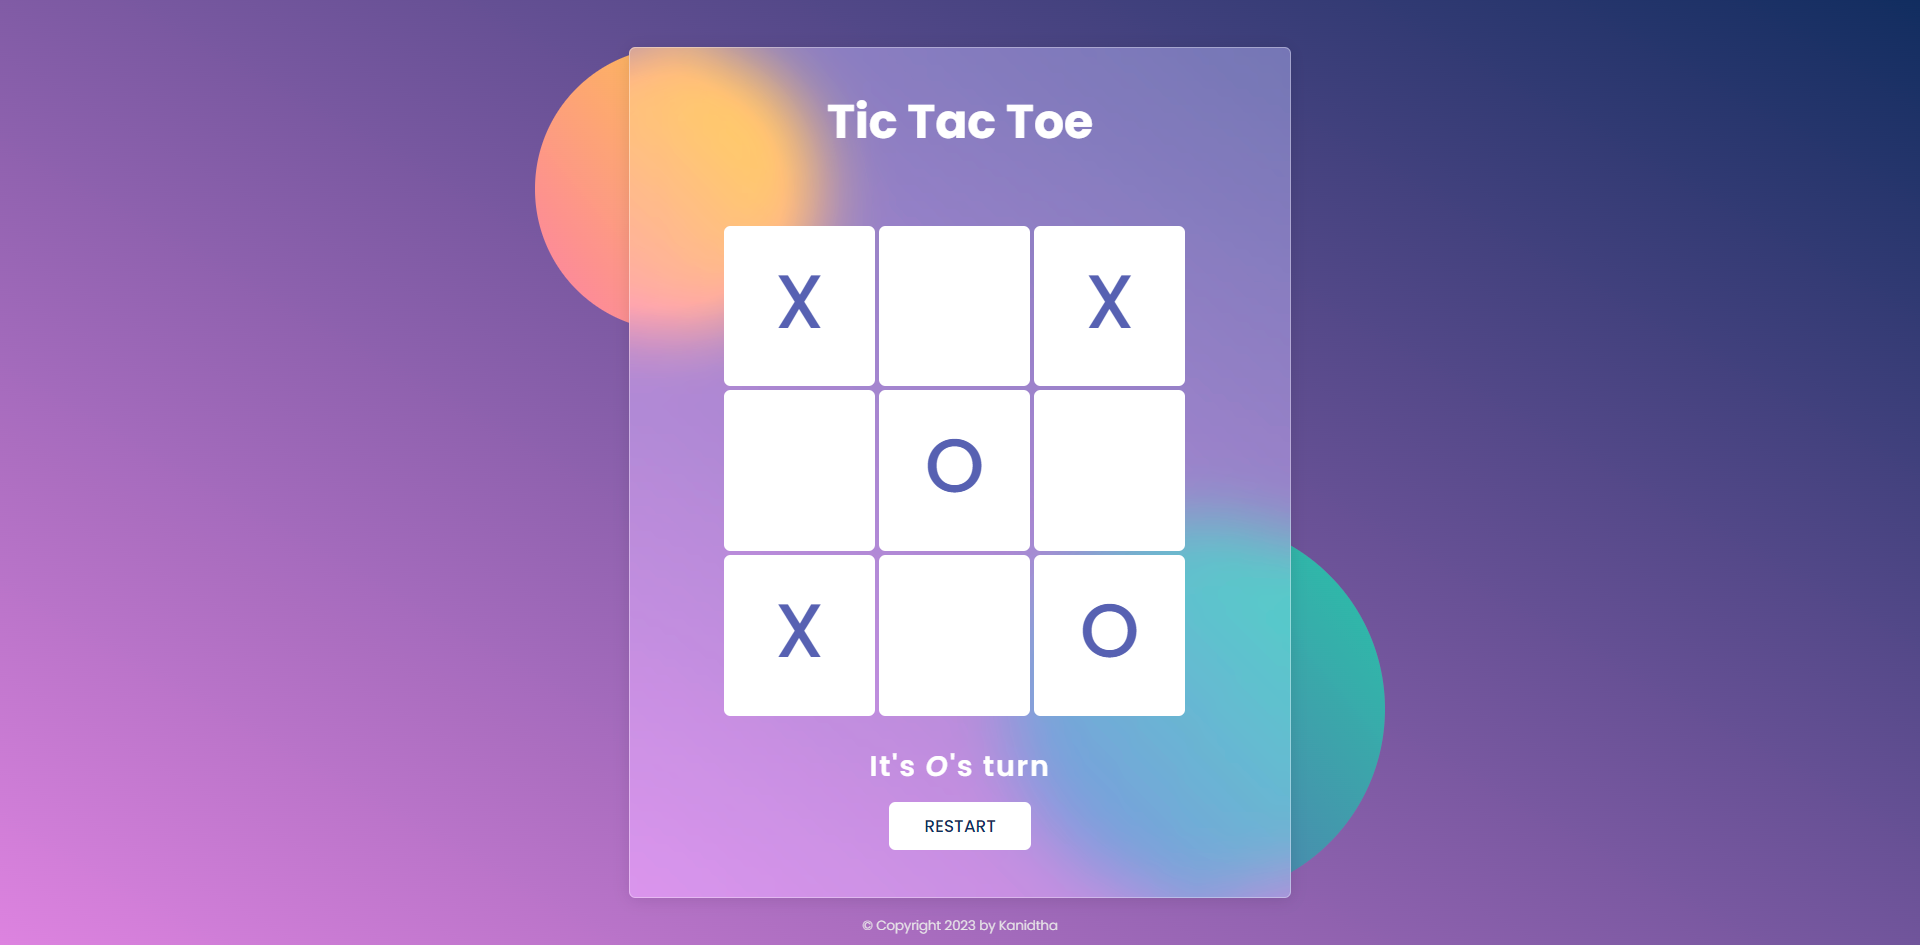 Tic Tac Toe
X X
O
X O
It's O's turn
RESTART
© Copyright 2023 by Kanidtha